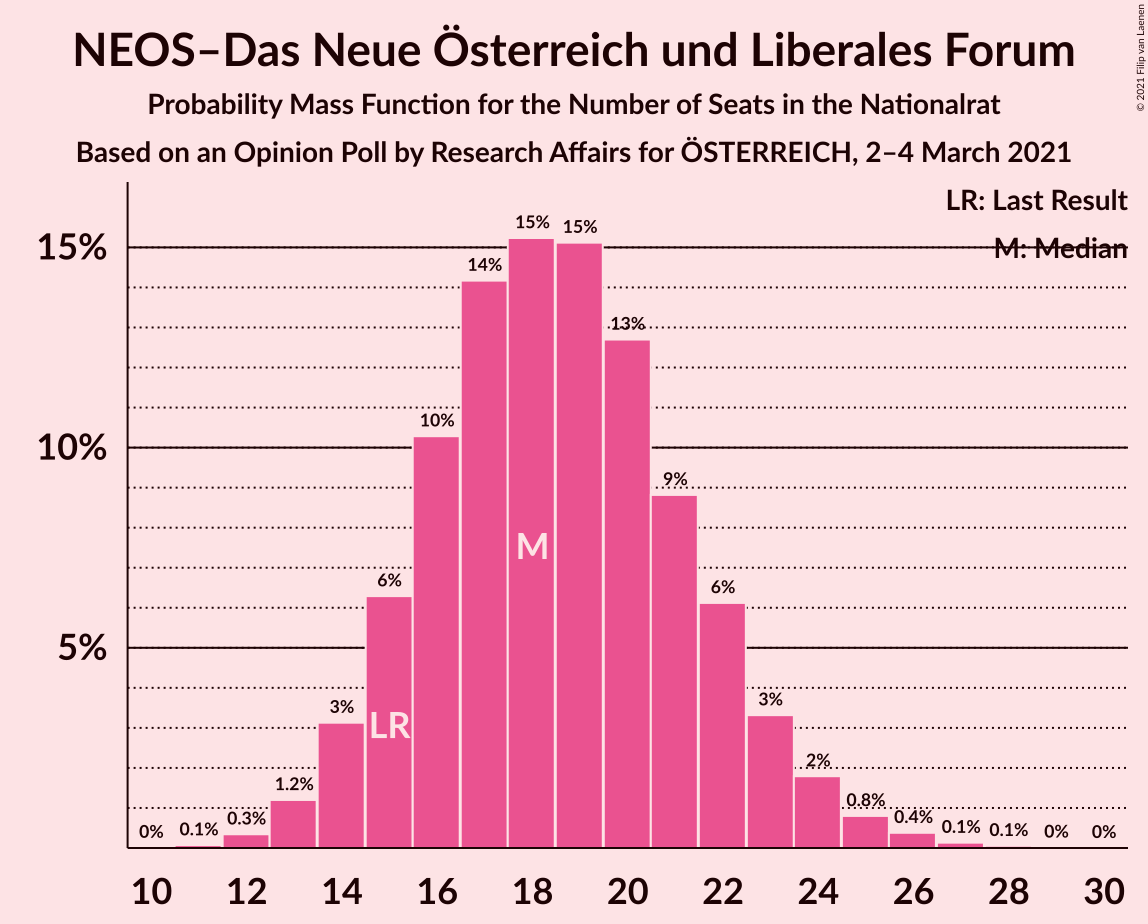 NEOS–Das Neue Österreich und Liberales Forum
Probability Mass Function for the Number of Seats in the Nationalrat
Based on an Opinion Poll by Research Affairs for ÖSTERREICH, 2–4 March 2021
© 2021 Filip van Laenen
LR: Last Result
M: Median
15%
10%
5%
0%
0.1%
0.3%
1.2%
3%
6%
10%
14%
15%
15%
13%
9%
6%
3%
2%
0.8%
0.4%
0.1%
0.1%
0%
0%
LR
M
10 12 14 16 18 20 22 24 26 28 30